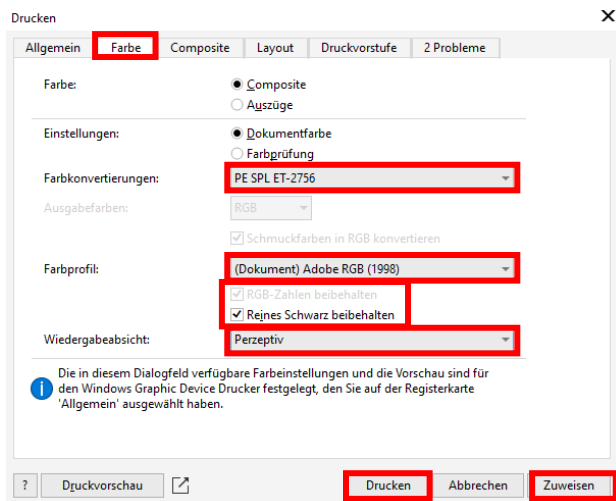 Drucken
Allgemein Farbe Composite Layout Druckvorstufe 2 Probleme
Farbe: Composite
Auszüge
Einstellungen: Dokumentfarbe
Farbprüfung
Farbkonvertierungen: PE SPL ET-2756
Ausgabefarben: RGB
Schmuckfarben in RGB konvertieren
Farbprofil: (Dokument) Adobe RGB (1998)
RGB-Zahlen beibehalten
Reines Schwarz beibehalten
Wiedergabeabsicht: Perzeptiv
Die in diesem Dialogfeld verfügbare Farbeinstellungen und die Vorschau sind für
den Windows Graphic Device Drucker festgelegt, den Sie auf der Registerkarte
'Allgemein' ausgewählt haben.
? Druckvorschau Drucken Abbrechen Zuweisen